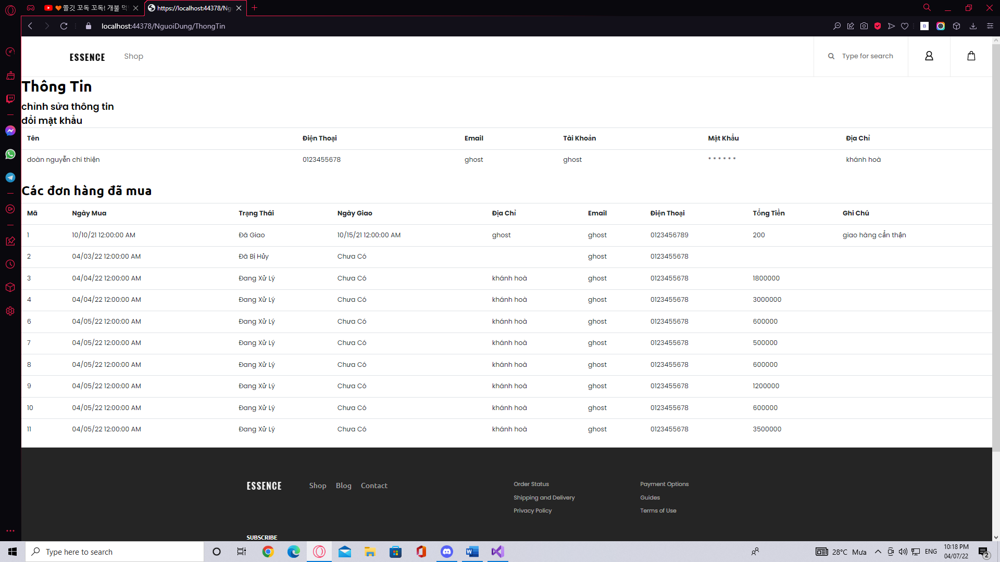 쫄깃 꼬독 꼬독! 개불 먹
https://localhost:44378/Ng
localhost:44378/NguoiDung/ThongTin
ESSENCE Shop Type for search
Thông Tin
chỉnh sửa thông tin
đổi mật khẩu
Tên Điện Thoại Email Tài Khoản Mật Khẩu Địa Chỉ
đoàn nguyễn chí thiện 0123455678 ghost ghost * * * * * * khánh hoà
Các đơn hàng đã mua
Mã Ngày Mua Trạng Thái Ngày Giao Địa Chỉ Email Điện Thoại Tổng Tiền Ghi Chú
1 10/10/21 12:00:00 AM Đã Giao 10/15/21 12:00:00 AM ghost ghost 0123456789 200 giao hàng cẩn thận
2 04/03/22 12:00:00 AM Đã Bị Hủy Chưa Có ghost 0123455678
3 04/04/22 12:00:00 AM Đang Xử Lý Chưa Có khánh hoà ghost 0123455678 1800000
4 04/04/22 12:00:00 AM Đang Xử Lý Chưa Có khánh hoà ghost 0123455678 3000000
6 04/05/22 12:00:00 AM Đang Xử Lý Chưa Có khánh hoà ghost 0123455678 600000
7 04/05/22 12:00:00 AM Đang Xử Lý Chưa Có khánh hoà ghost 0123455678 500000
8 04/05/22 12:00:00 AM Đang Xử Lý Chưa Có khánh hoà ghost 0123455678 600000
9 04/05/22 12:00:00 AM Đang Xử Lý Chưa Có khánh hoà ghost 0123455678 1200000
10 04/05/22 12:00:00 AM Đang Xử Lý Chưa Có khánh hoà ghost 0123455678 600000
11 04/05/22 12:00:00 AM Đang Xử Lý Chưa Có khánh hoà ghost 0123455678 3500000
ESSENCE Shop Blog Contact
Order Status Payment Options
Shipping and Delivery Guides
Privacy Policy Terms of Use
SUBSCRIBE
Type here to search
28°C Mưa
ENG
10:18 PM
04/07/22
2